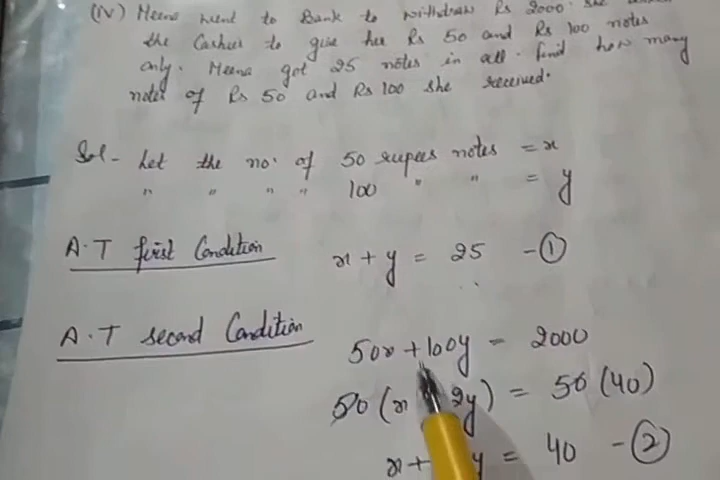 (IV) Meena went to Bank to withdraw Rs 2000. She
the Cashier to give her Rs 50 and Rs 100 notes
only. Meena got 25 notes in all. find how many
notes of Rs 50 and Rs 100 she received.
Sol - Let the no. of 50 rupees notes = x
" " " " 100 " " = y
A.T first Condition x + y = 25 - ①
A.T second Condition
50x + 100y = 2000
50 (x 2y) = 50 (40)
x + y = 40 - ②